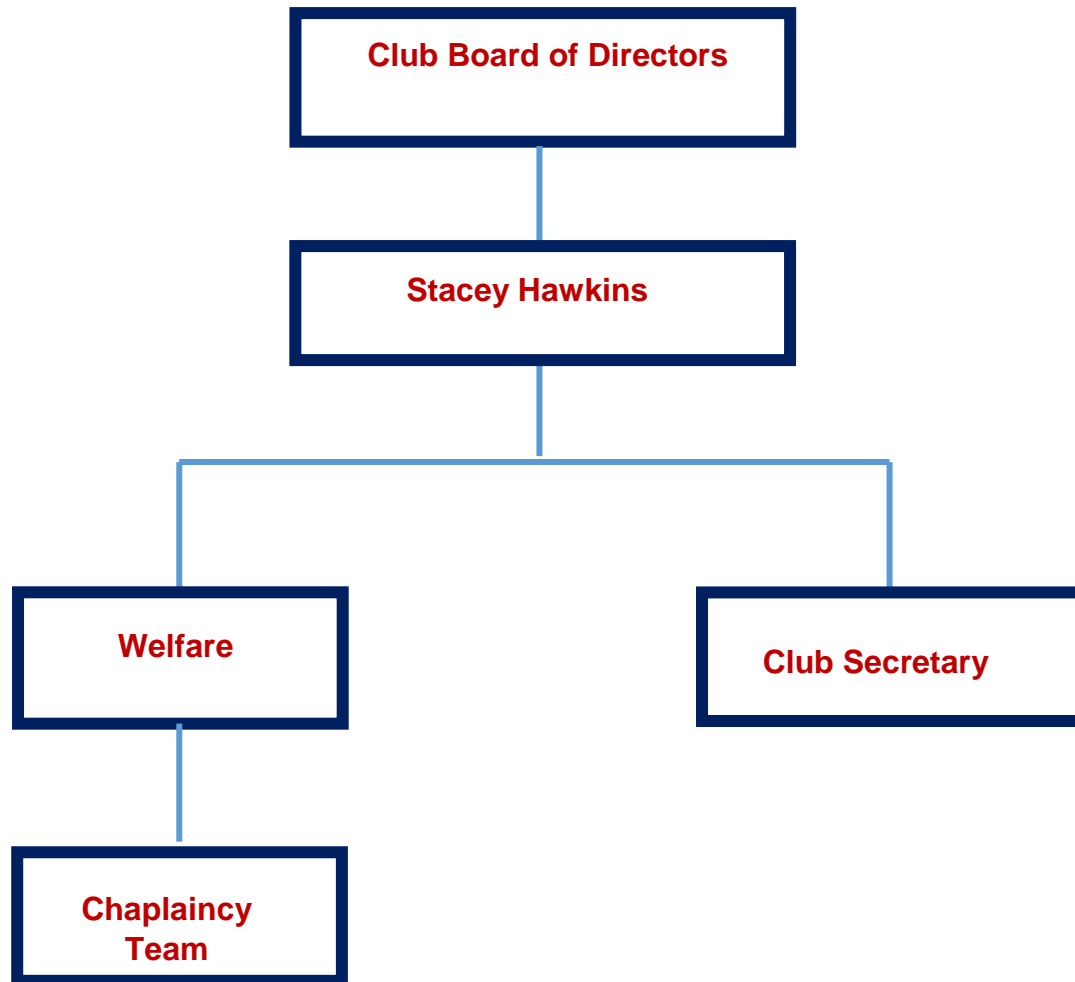 Club Board of Directors
Stacey Hawkins
Welfare
Club Secretary
Chaplaincy
Team